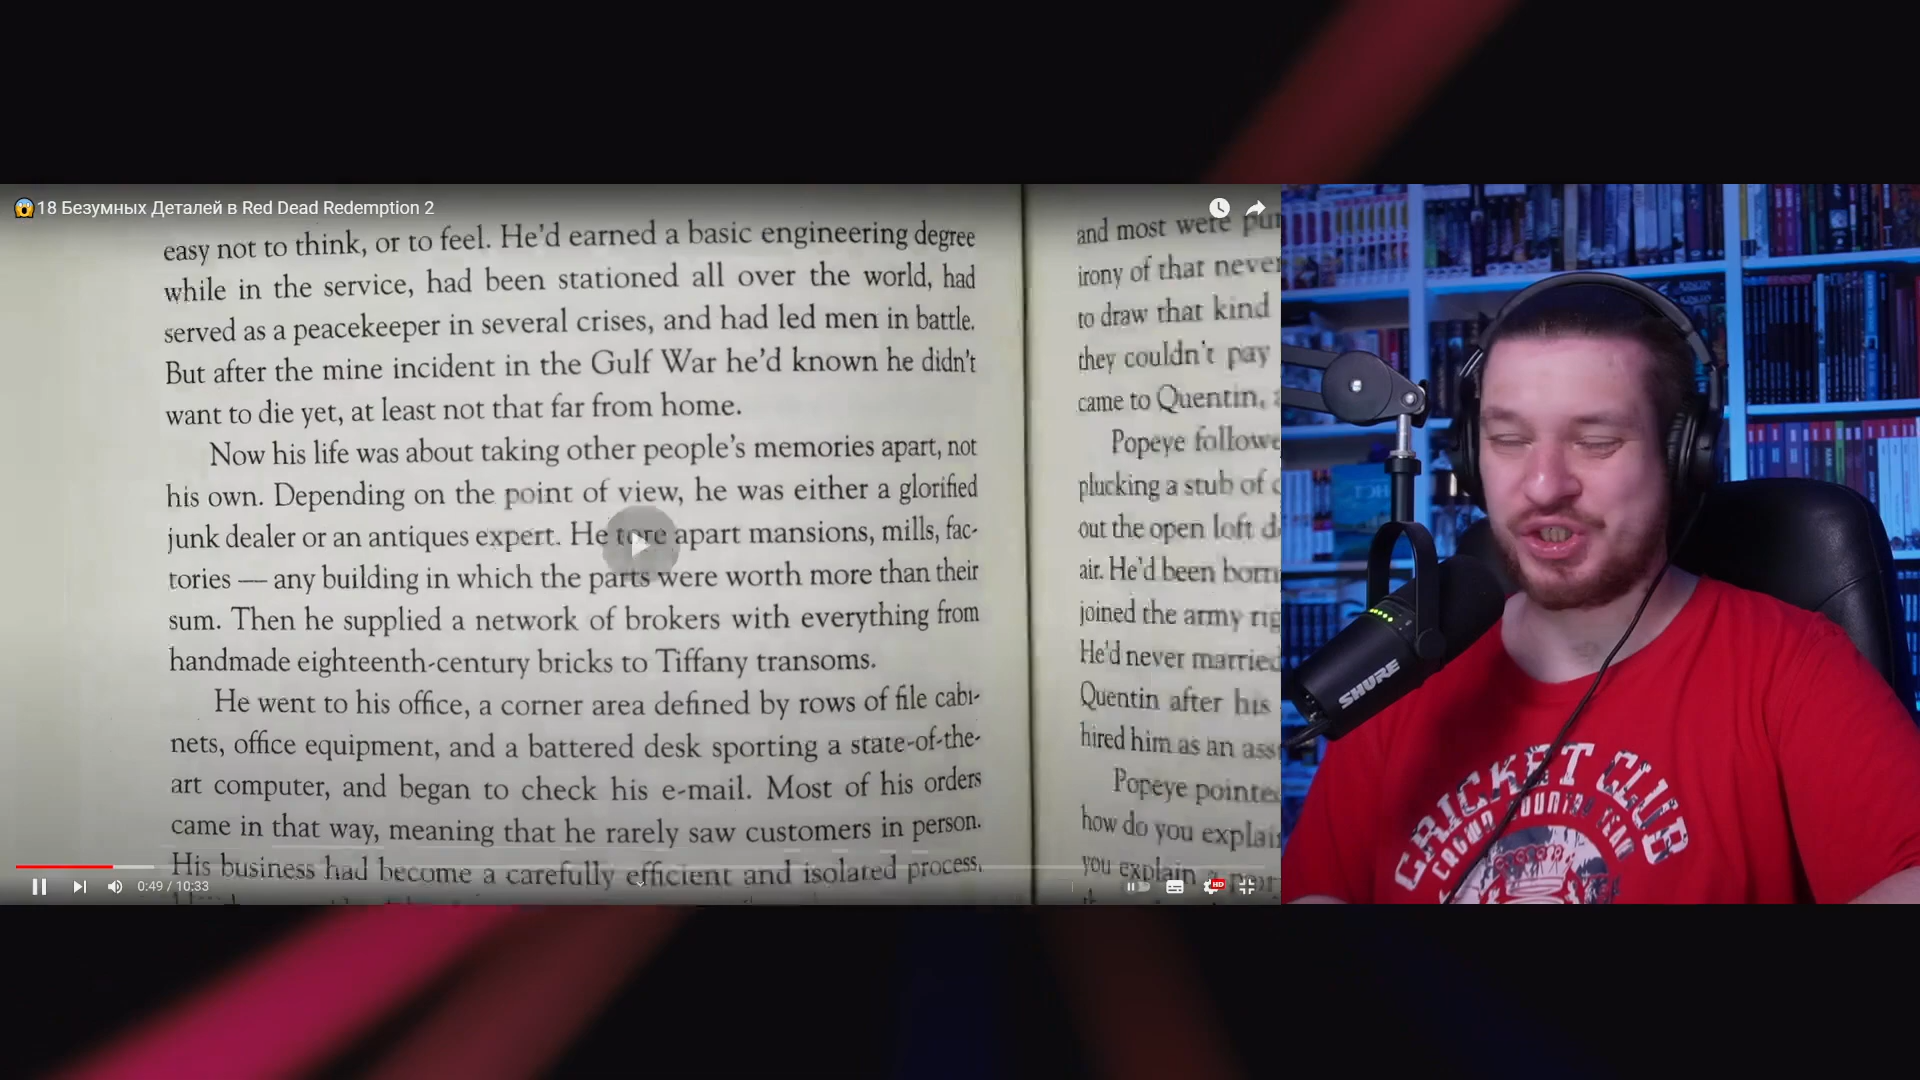 😱18 Безумных Деталей в Red Dead Redemption 2
easy not to think, or to feel. He'd earned a basic engineering degree
while in the service, had been stationed all over the world, had
served as a peacekeeper in several crises, and had led men in battle.
But after the mine incident in the Gulf War he'd known he didn't
want to die yet, at least not that far from home.
Now his life was about taking other people's memories apart, not
his own. Depending on the point of view, he was either a glorified
junk dealer or an antiques expert. He tore apart mansions, mills, fac-
tories — any building in which the parts were worth more than their
sum. Then he supplied a network of brokers with everything from
handmade eighteenth-century bricks to Tiffany transoms.
He went to his office, a corner area defined by rows of file cabi-
nets, office equipment, and a battered desk sporting a state-of-the-
art computer, and began to check his e-mail. Most of his orders
came in that way, meaning that he rarely saw customers in person.
His business had become a carefully efficient and isolated process.
and most were
irony of that never
to draw that kind
they couldn't pay
came to Quentin,
Popeye followe
plucking a stub of
out the open loft d
air. He'd been born
joined the army rig
He'd never married
Quentin after his
hired him as an ass
Popeye pointed
how do you explain
you explain a
0:49 / 10:33
HD
SHURE
CRICKET CLUB
CROWN COUNTRY TEAM